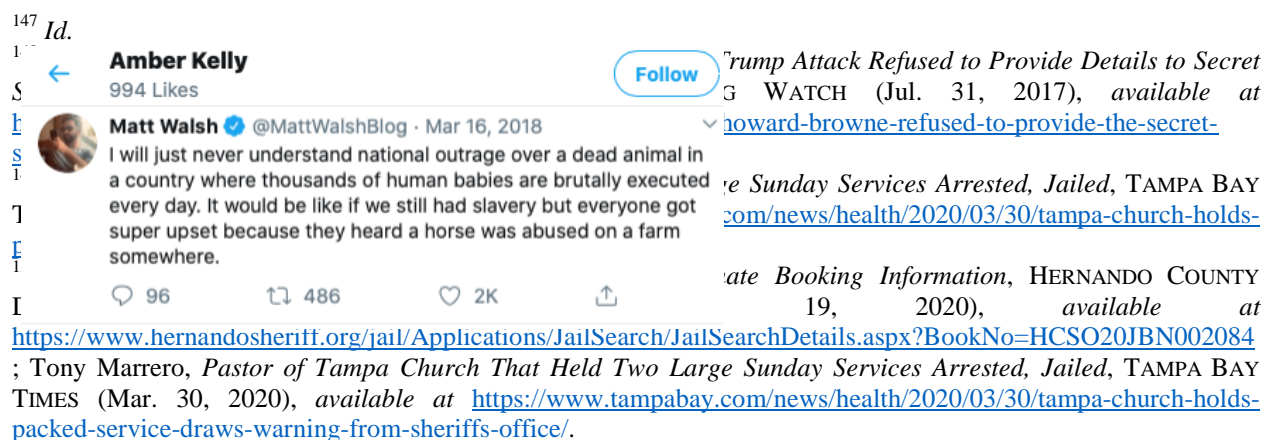 147 Id.
Amber Kelly
994 Likes
Follow
Trump Attack Refused to Provide Details to Secret
WATCH (Jul. 31, 2017), available at
Matt Walsh @MattWalshBlog · Mar 16, 2018
howard-browne-refused-to-provide-the-secret-
I will just never understand national outrage over a dead animal in
a country where thousands of human babies are brutally executed
every day. It would be like if we still had slavery but everyone got
super upset because they heard a horse was abused on a farm
somewhere.
Sunday Services Arrested, Jailed, TAMPA BAY
com/news/health/2020/03/30/tampa-church-holds-
96 486 2K
Booking Information, HERNANDO COUNTY
19, 2020), available at
https://www.hernandosheriff.org/jail/Applications/JailSearch/JailSearchDetails.aspx?BookNo=HCSO20JBN002084
; Tony Marrero, Pastor of Tampa Church That Held Two Large Sunday Services Arrested, Jailed, TAMPA BAY
TIMES (Mar. 30, 2020), available at https://www.tampabay.com/news/health/2020/03/30/tampa-church-holds-
packed-service-draws-warning-from-sheriffs-office/.